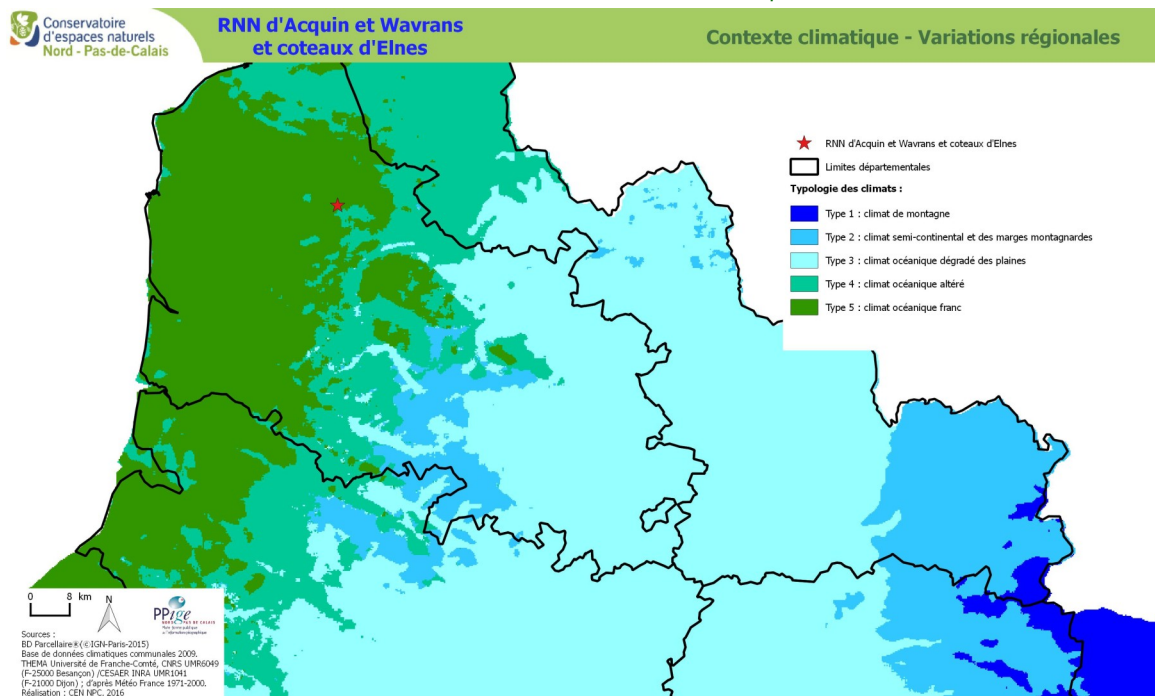 Conservatoire
d'espaces naturels
Nord - Pas-de-Calais
RNN d'Acquin et Wavrans
et coteaux d'Elnes
Contexte climatique - Variations régionales
RNN d'Acquin et Wavrans et coteaux d'Elnes
Limites départementales
Typologie des climats :
Type 1 : climat de montagne
Type 2 : climat semi-continental et des marges montagnardes
Type 3 : climat océanique dégradé des plaines
Type 4 : climat océanique altéré
Type 5 : climat océanique franc
0 8 km
N
PPige
NORD PAS DE CALAIS
Sources :
BD Parcellaire®(©IGN-Paris-2015)
Base de données climatiques communales 2009.
THEMA Université de Franche-Comté, CNRS UMR6049
(F-25000 Besançon) /CESAER INRA UMR1041
(F-21000 Dijon) ; d'après Météo France 1971-2000.
Réalisation : CEN NPC, 2016